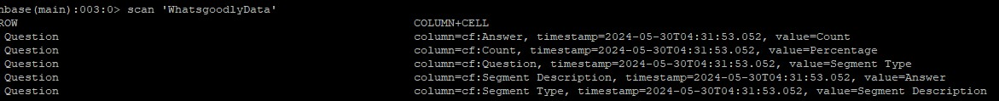 hbase(main):003:0> scan 'WhatsgoodlyData'
ROW COLUMN+CELL
Question column=cf:Answer, timestamp=2024-05-30T04:31:53.052, value=Count
Question column=cf:Count, timestamp=2024-05-30T04:31:53.052, value=Percentage
Question column=cf:Question, timestamp=2024-05-30T04:31:53.052, value=Segment Type
Question column=cf:Segment Description, timestamp=2024-05-30T04:31:53.052, value=Answer
Question column=cf:Segment Type, timestamp=2024-05-30T04:31:53.052, value=Segment Description